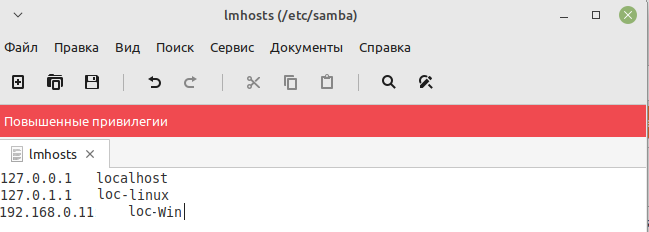 lmhosts (/etc/samba)
Файл Правка Вид Поиск Сервис Документы Справка
Повышенные привилегии
lmhosts
127.0.0.1 localhost
127.0.1.1 loc-linux
192.168.0.11 loc-Win